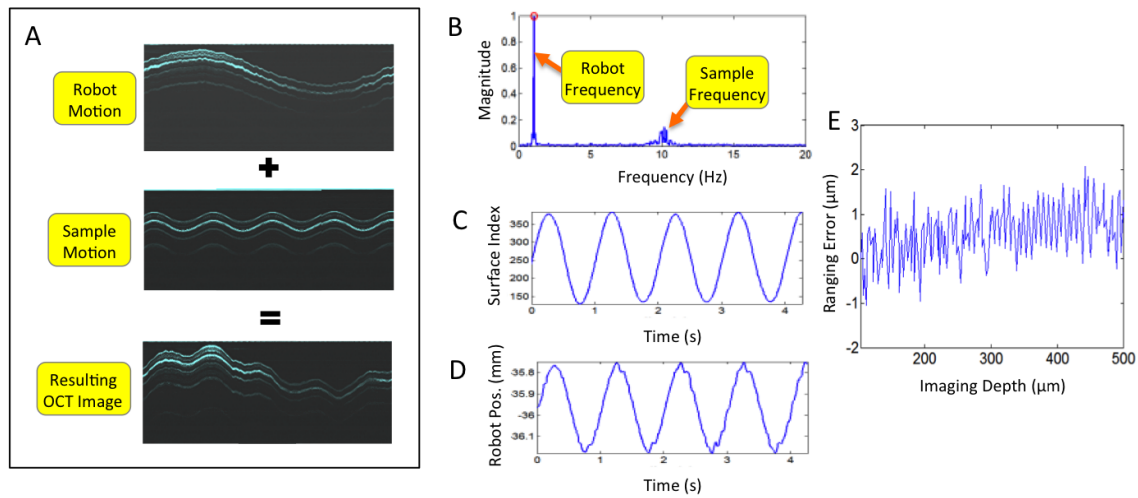 A
Robot
Motion
+
Sample
Motion
=
Resulting
OCT Image
B
Magnitude
1
0.8
0.6
0.4
0.2
0
Robot
Frequency
Sample
Frequency
0 5 10 15 20
Frequency (Hz)
C
Surface Index
350
300
250
200
150
0 1 2 3 4
Time (s)
D
Robot Pos. (mm)
-35.8
-35.9
-36
-36.1
0 1 2 3 4
Time (s)
E
Ranging Error (μm)
3
2
1
0
-1
-2
200 300 400 500
Imaging Depth (μm)